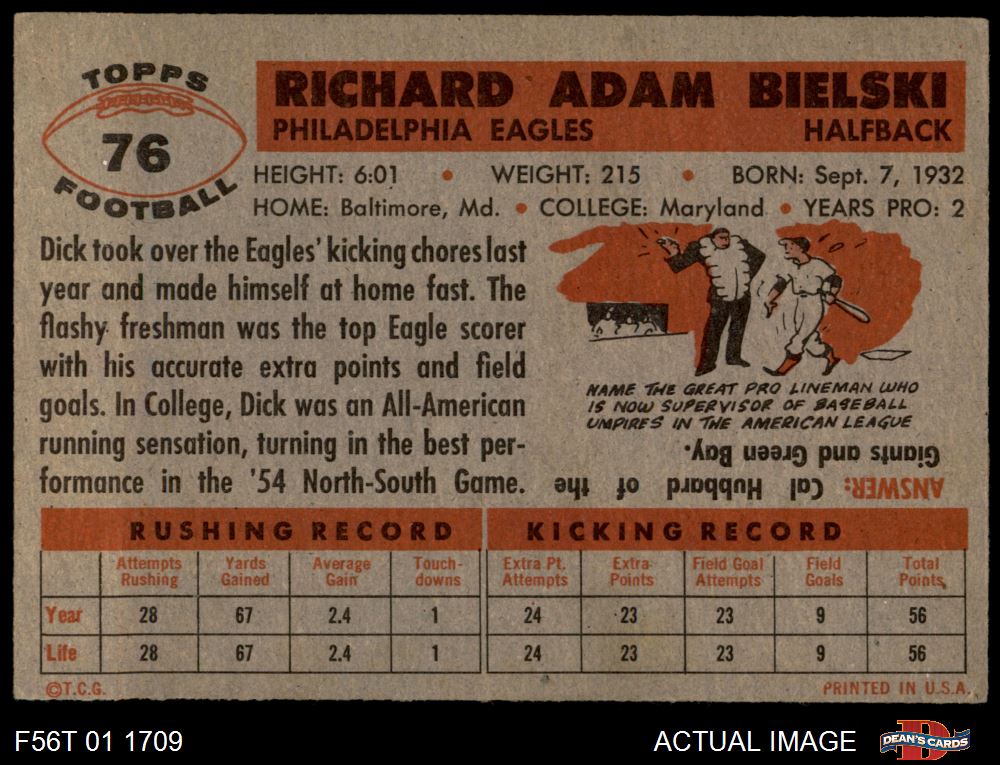 TOPPS
76
FOOTBALL
RICHARD ADAM BIELSKI
PHILADELPHIA EAGLES HALFBACK
HEIGHT: 6:01 • WEIGHT: 215 • BORN: Sept. 7, 1932
HOME: Baltimore, Md. • COLLEGE: Maryland • YEARS PRO: 2
Dick took over the Eagles' kicking chores last
year and made himself at home fast. The
flashy freshman was the top Eagle scorer
with his accurate extra points and field
goals. In College, Dick was an All-American
running sensation, turning in the best per-
formance in the '54 North-South Game.
NAME THE GREAT PRO LINEMAN WHO
IS NOW SUPERVISOR OF BASEBALL
UMPIRES IN THE AMERICAN LEAGUE
ANSWER: Cal Hubbard of the
Giants and Green Bay.
RUSHING RECORD KICKING RECORD
Attempts Yards Average Touch- Extra Pt. Extra Field Goal Field Total
Rushing Gained Gain downs Attempts Points Attempts Goals Points
Year 28 67 2.4 1 24 23 23 9 56
Life 28 67 2.4 1 24 23 23 9 56
©T.C.G. PRINTED IN U.S.A.
F56T 01 1709 ACTUAL IMAGE DEAN'S CARDS